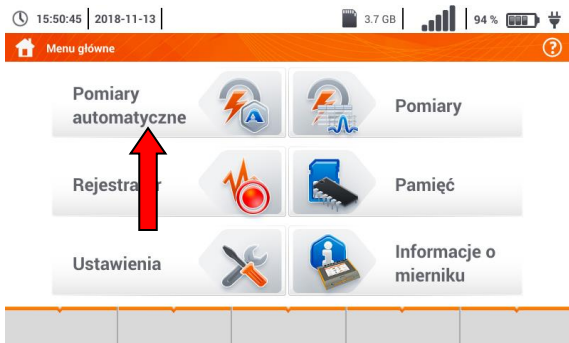 15:50:45 2018-11-13 3.7 GB 94 %
Menu główne
Pomiary
automatyczne
Pomiary
Pamięć
Ustawienia
Informacje o
mierniku